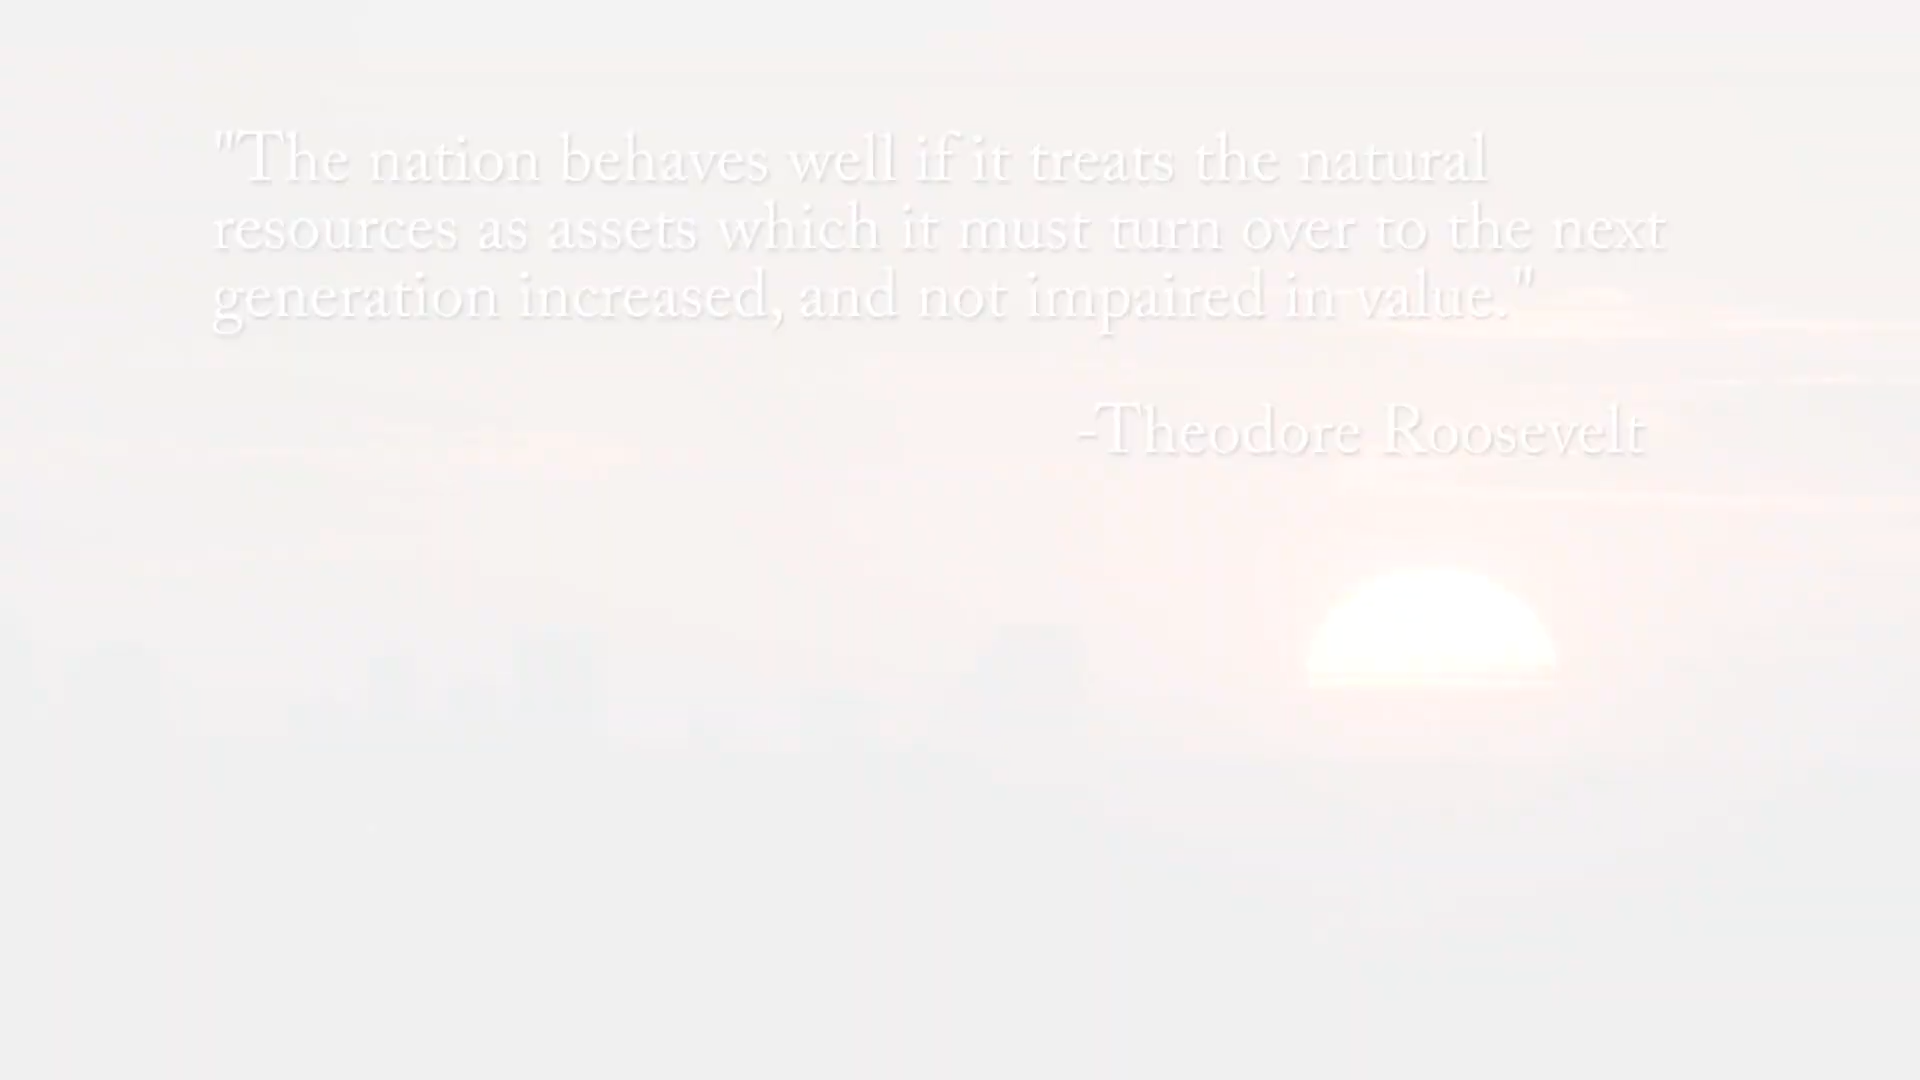 "The nation behaves well if it treats the natural
resources as assets which it must turn over to the next
generation increased, and not impaired in value."
-Theodore Roosevelt